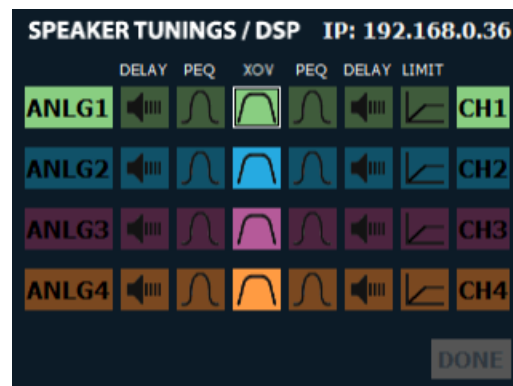 SPEAKER TUNINGS / DSP IP: 192.168.0.36
DELAY PEQ XOV PEQ DELAY LIMIT
ANLG1 CH1
ANLG2 CH2
ANLG3 CH3
ANLG4 CH4
DONE